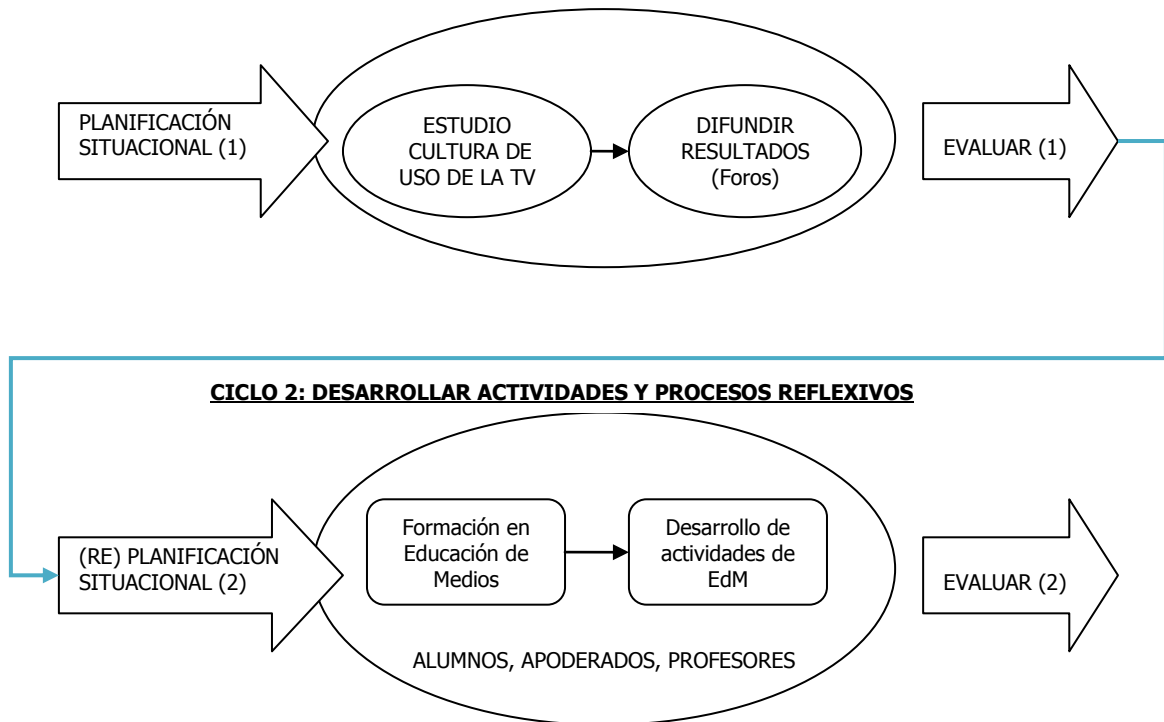 PLANIFICACIÓN
SITUACIONAL (1)
ESTUDIO
CULTURA DE
USO DE LA TV
DIFUNDIR
RESULTADOS
(Foros)
EVALUAR (1)
CICLO 2: DESARROLLAR ACTIVIDADES Y PROCESOS REFLEXIVOS
(RE) PLANIFICACIÓN
SITUACIONAL (2)
Formación en
Educación de
Medios
Desarrollo de
actividades de
EdM
EVALUAR (2)
ALUMNOS, APODERADOS, PROFESORES